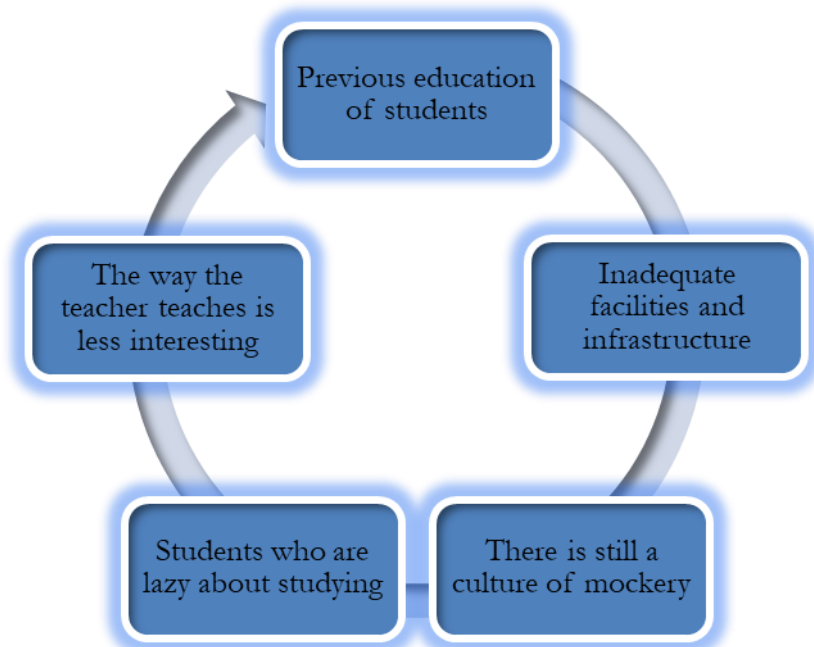 Previous education
of students
Inadequate
facilities and
infrastructure
There is still a
culture of mockery
Students who are
lazy about studying
The way the
teacher teaches is
less interesting